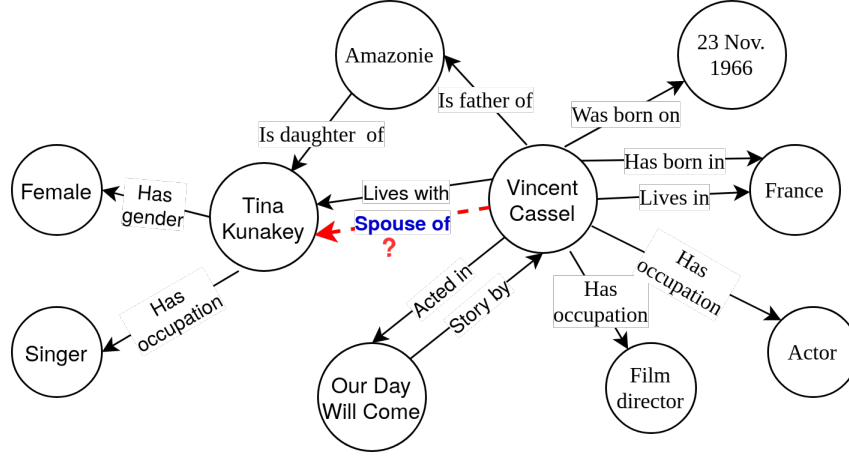 Amazonie
23 Nov.
1966
Is father of
Was born on
Is daughter  of
Has born in
Female
Has
gender
Tina
Kunakey
Lives with
Vincent
Cassel
Lives in
France
Spouse of
?
Has
occupation
Singer
Acted in
Story by
Has
occupation
Has
occupation
Our Day
Will Come
Film
director
Actor